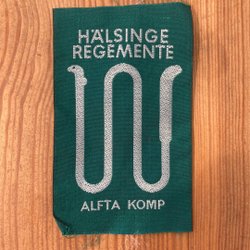 HÄLSINGE
REGEMENTE
ALFTA KOMP